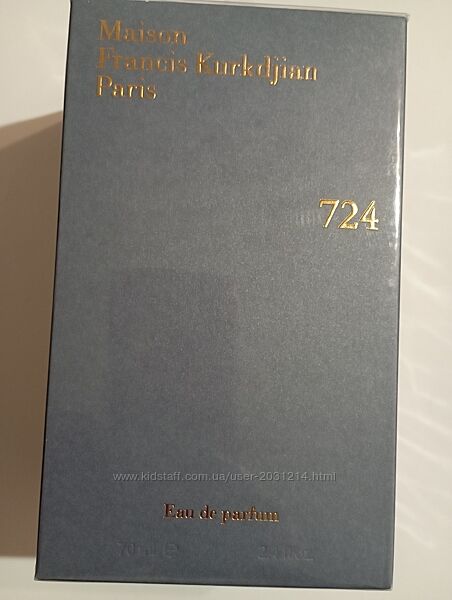 Maison
Francis Kurkdjian
Paris
724
www.kidstaff.com.ua/user-2031214.html
Eau de parfum
70 ml e 2.4 fl.oz.